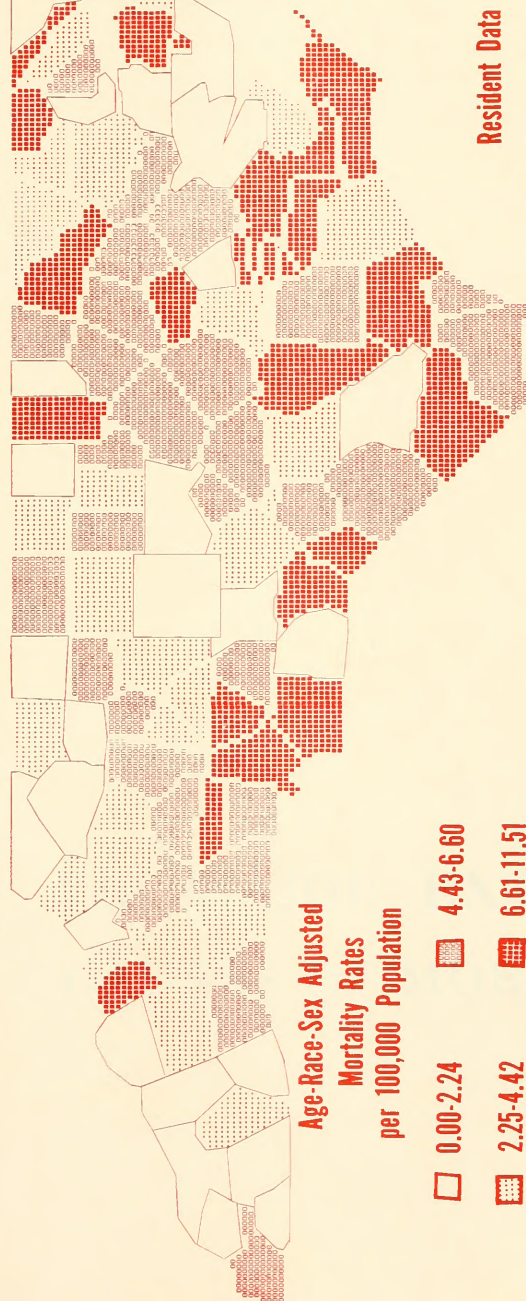 Age-Race-Sex Adjusted
Mortality Rates
per 100,000 Population
0.00-2.24
4.43-6.60
2.25-4.42
6.61-11.51
Resident Data